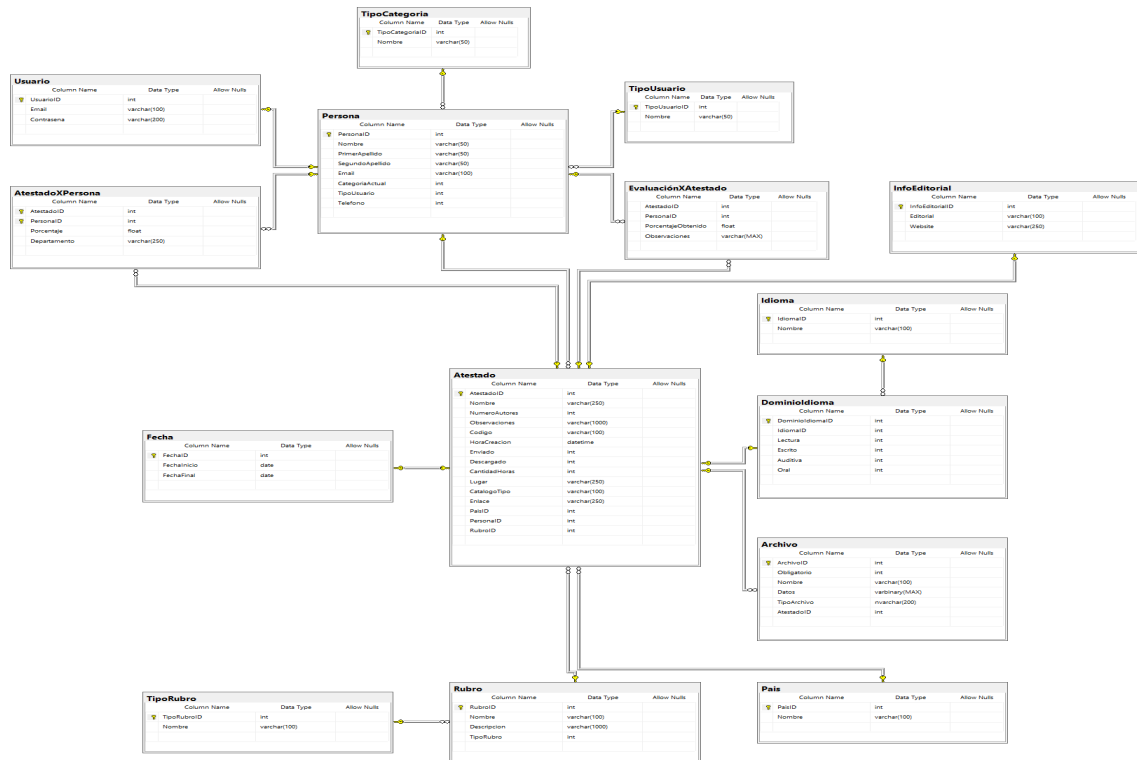 TipoCategoria
Column Name Data Type Allow Nulls
TipoCategoriaID int
Nombre varchar(50)
Usuario
Column Name Data Type Allow Nulls
UsuarioID int
Email varchar(100)
Contrasena varchar(200)
TipoUsuario
Column Name Data Type Allow Nulls
TipoUsuarioID int
Nombre varchar(50)
Persona
Column Name Data Type Allow Nulls
PersonaID int
Nombre varchar(50)
PrimerApellido varchar(50)
SegundoApellido varchar(50)
Email varchar(100)
CategoriaActual int
TipoUsuario int
Telefono int
AtestadoXPersona
Column Name Data Type Allow Nulls
AtestadoID int
PersonaID int
Porcentaje float
Departamento varchar(250)
EvaluaciónXAtestado
Column Name Data Type Allow Nulls
AtestadoID int
PersonaID int
PorcentajeObtenido float
Observaciones varchar(MAX)
InfoEditorial
Column Name Data Type Allow Nulls
InfoEditorialID int
Editorial varchar(100)
Website varchar(250)
Idioma
Column Name Data Type Allow Nulls
IdiomaID int
Nombre varchar(100)
Atestado
Column Name Data Type Allow Nulls
AtestadoID int
Nombre varchar(250)
NumeroAutores int
Observaciones varchar(1000)
Codigo varchar(100)
HoraCreacion datetime
Enviado int
Descargado int
CantidadHoras int
Lugar varchar(250)
CatalogoTipo varchar(100)
Enlace varchar(250)
PaisID int
PersonaID int
RubroID int
DominioIdioma
Column Name Data Type Allow Nulls
DominioIdiomaID int
IdiomaID int
Lectura int
Escrito int
Auditiva int
Oral int
Fecha
Column Name Data Type Allow Nulls
FechaID int
FechaInicio date
FechaFinal date
Archivo
Column Name Data Type Allow Nulls
ArchivoID int
Obligatorio int
Nombre varchar(100)
Datos varbinary(MAX)
TipoArchivo nvarchar(200)
AtestadoID int
TipoRubro
Column Name Data Type Allow Nulls
TipoRubroID int
Nombre varchar(100)
Rubro
Column Name Data Type Allow Nulls
RubroID int
Nombre varchar(100)
Descripcion varchar(1000)
TipoRubro int
Pais
Column Name Data Type Allow Nulls
PaisID int
Nombre varchar(100)